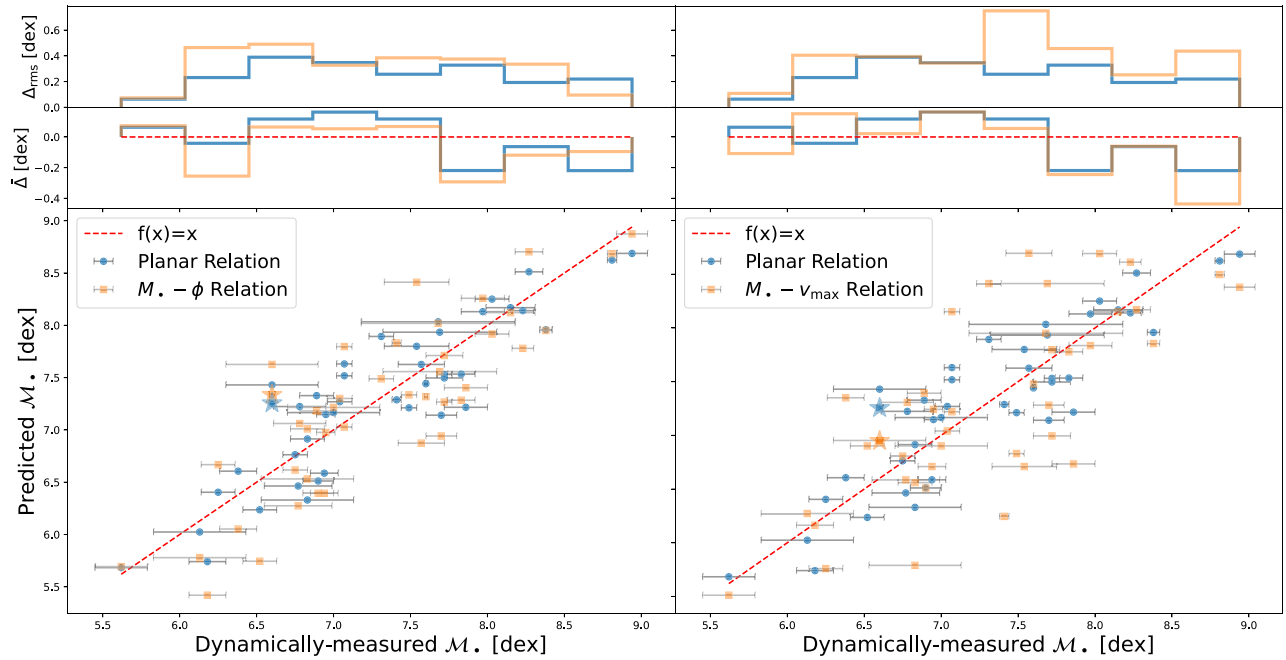 Δrms [dex]
0.6
0.4
0.2
0.0
Δ̄ [dex]
0.0
−0.2
−0.4
Predicted ℳ• [dex]
9.0
8.5
8.0
7.5
7.0
6.5
6.0
5.5
f(x)=x
Planar Relation
M• − ϕ Relation
5.5 6.0 6.5 7.0 7.5 8.0 8.5 9.0
Dynamically-measured ℳ• [dex]
f(x)=x
Planar Relation
M• − vmax Relation
5.5 6.0 6.5 7.0 7.5 8.0 8.5 9.0
Dynamically-measured ℳ• [dex]